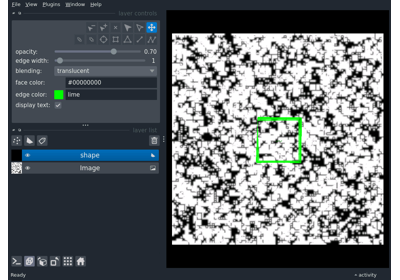 File View Plugins Window Help
layer controls
opacity: 0.70
edge width: 1
blending: translucent
face color: #00000000
edge color: lime
display text:
layer list
shape
Image
Ready
activity